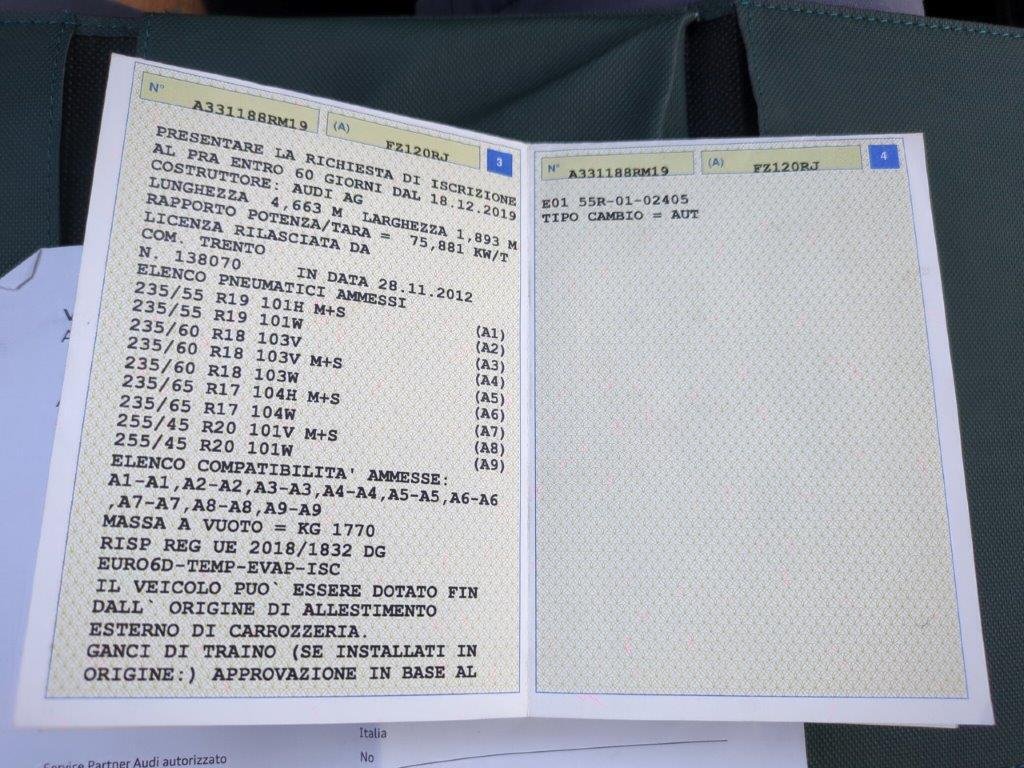 N° A331188RM19 (A) FZ120RJ 3
PRESENTARE LA RICHIESTA DI ISCRIZIONE
AL PRA ENTRO 60 GIORNI DAL 18.12.2019
COSTRUTTORE: AUDI AG
LUNGHEZZA 4,663 M LARGHEZZA 1,893 M
RAPPORTO POTENZA/TARA = 75,881 KW/T
LICENZA RILASCIATA DA
COM. TRENTO
N. 138070 IN DATA 28.11.2012
ELENCO PNEUMATICI AMMESSI
235/55 R19 101H M+S (A1)
235/55 R19 101W (A2)
235/60 R18 103V (A3)
235/60 R18 103V M+S (A4)
235/60 R18 103W (A5)
235/65 R17 104H M+S (A6)
235/65 R17 104W (A7)
255/45 R20 101V M+S (A8)
255/45 R20 101W (A9)
ELENCO COMPATIBILITA' AMMESSE:
A1-A1,A2-A2,A3-A3,A4-A4,A5-A5,A6-A6
,A7-A7,A8-A8,A9-A9
MASSA A VUOTO = KG 1770
RISP REG UE 2018/1832 DG
EURO6D-TEMP-EVAP-ISC
IL VEICOLO PUO` ESSERE DOTATO FIN
DALL` ORIGINE DI ALLESTIMENTO
ESTERNO DI CARROZZERIA.
GANCI DI TRAINO (SE INSTALLATI IN
ORIGINE:) APPROVAZIONE IN BASE AL
N° A331188RM19 (A) FZ120RJ 4
E01 55R-01-02405
TIPO CAMBIO = AUT
Italia
No
Service Partner Audi autorizzato